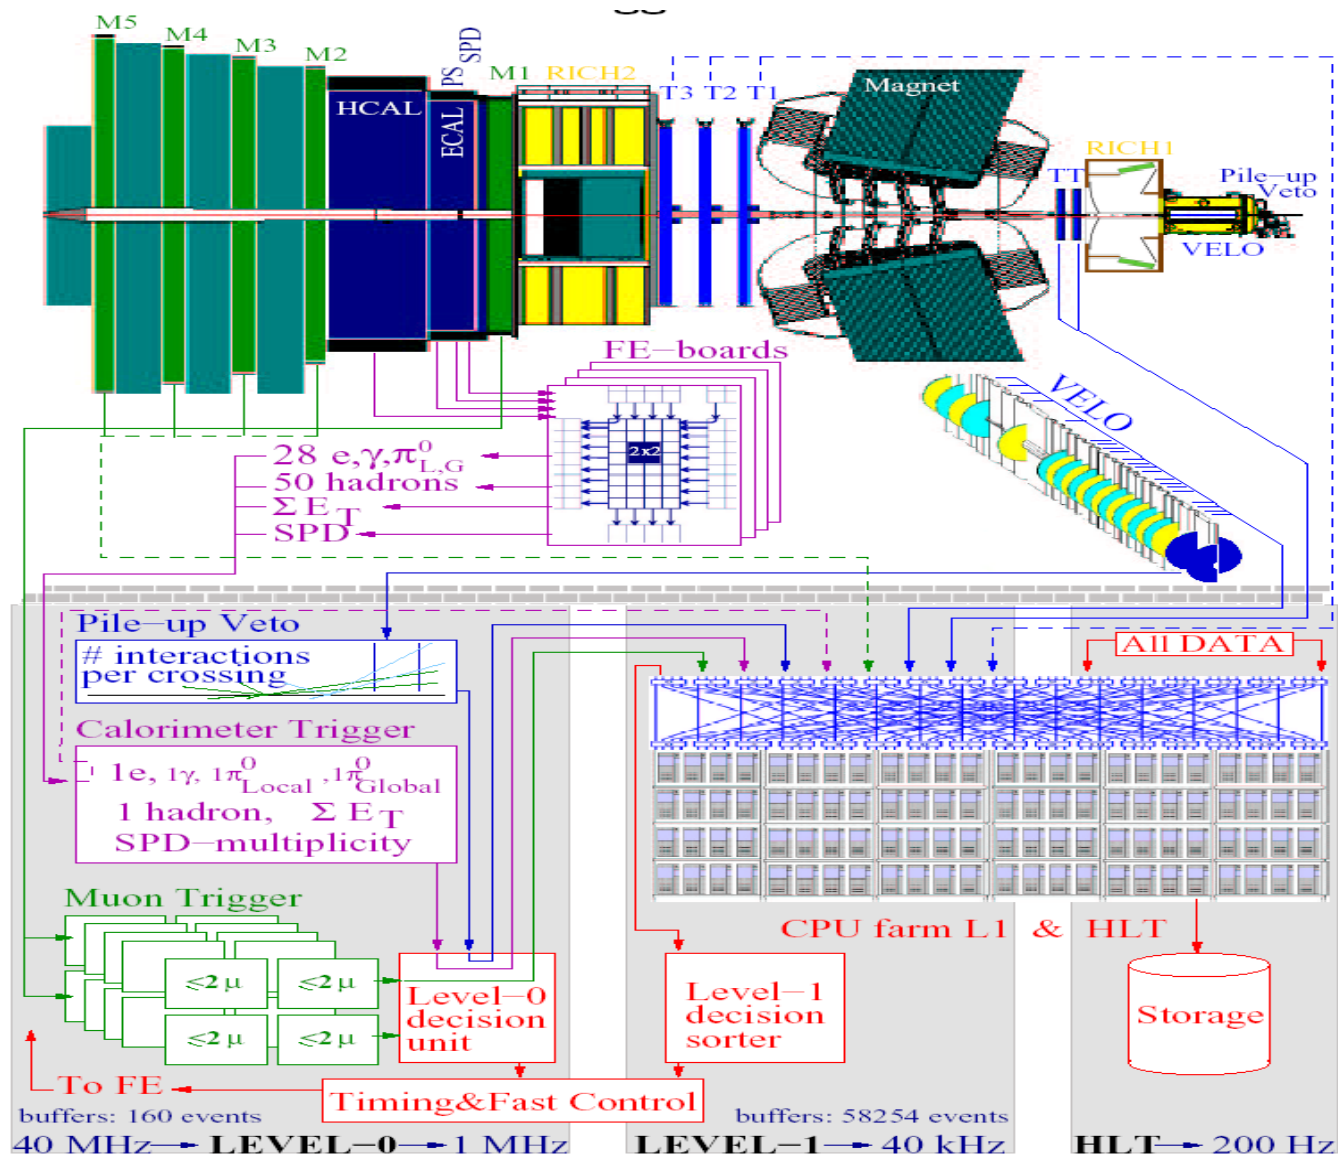 M5
M4
M3
M2
HCAL
ECAL
PS
SPD
M1
RICH2
T3
T2
T1
Magnet
TT
RICH1
Pile-up
Veto
VELO
FE-boards
2x2
28 e,γ,π⁰L,G
50 hadrons
Σ ET
SPD
VELO
Pile-up Veto
# interactions
per crossing
Calorimeter Trigger
1e, 1γ, 1π⁰Local ,1π⁰Global
1 hadron, Σ ET
SPD-multiplicity
Muon Trigger
≤2 μ
≤2 μ
≤2 μ
≤2 μ
Level-0
decision
unit
All DATA
CPU farm L1 & HLT
Level-1
decision
sorter
Storage
To FE
Timing&Fast Control
buffers: 160 events
buffers: 58254 events
40 MHz LEVEL-0 1 MHz
LEVEL-1 40 kHz
HLT 200 Hz